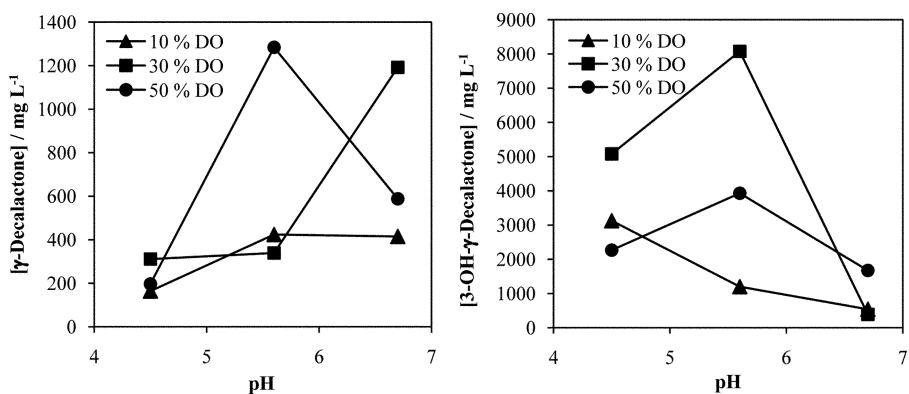 [γ-Decalactone] / mg L⁻¹
1400
1200
1000
800
600
400
200
0
10 % DO
30 % DO
50 % DO
4 5 6 7
pH
[3-OH-γ-Decalactone] / mg L⁻¹
9000
8000
7000
6000
5000
4000
3000
2000
1000
0
10 % DO
30 % DO
50 % DO
4 5 6 7
pH